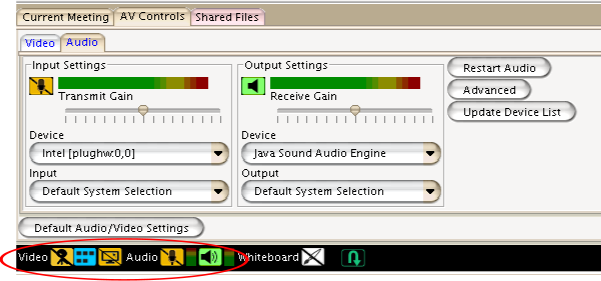 Current Meeting AV Controls Shared Files
Video Audio
Input Settings Output Settings
Restart Audio
Transmit Gain Receive Gain
Advanced
Update Device List
Device Device
Intel [plughw:0,0] Java Sound Audio Engine
Input Output
Default System Selection Default System Selection
Default Audio/Video Settings
Video Audio Whiteboard